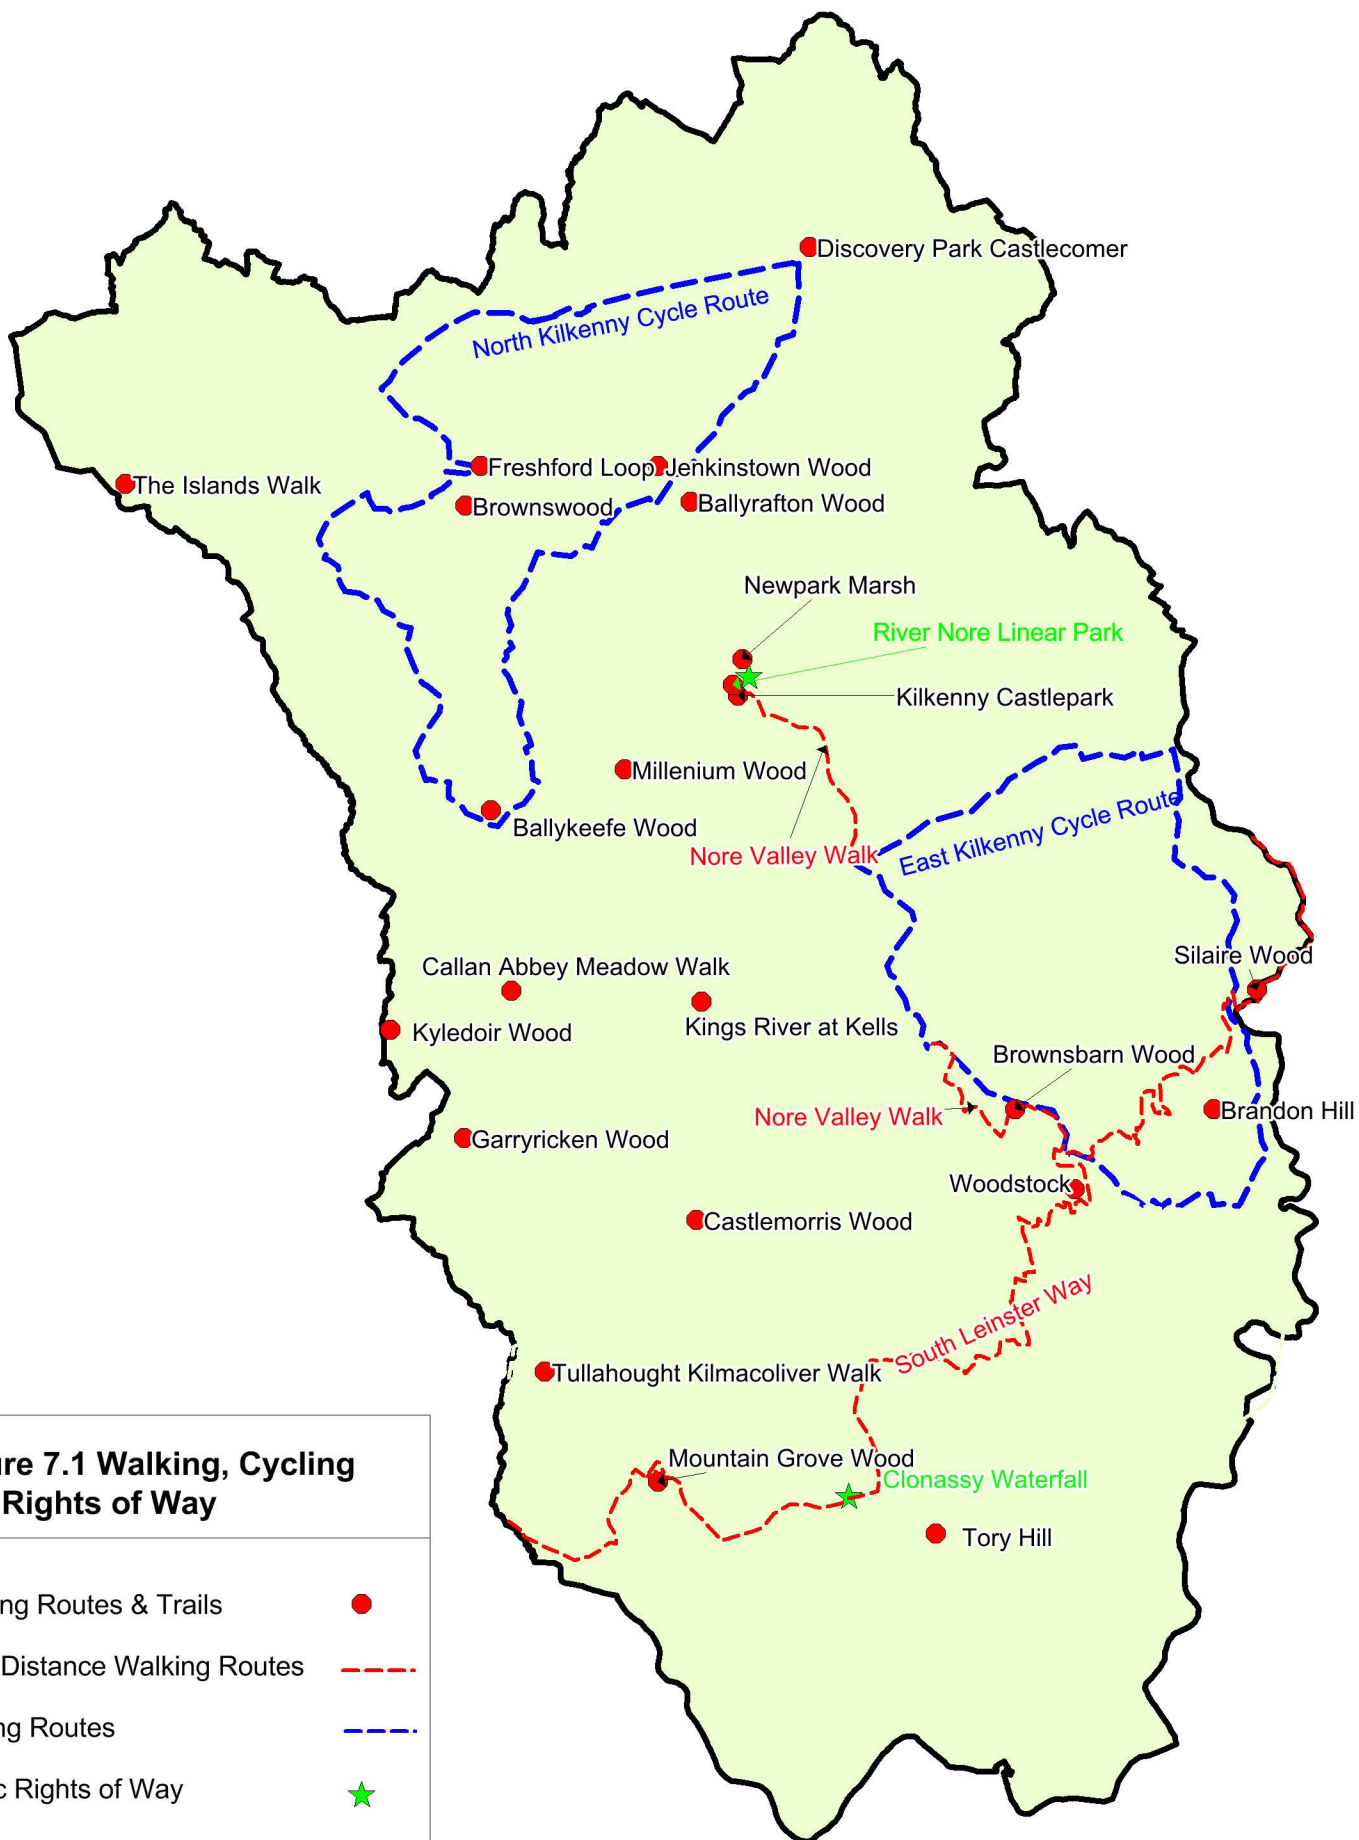 Discovery Park Castlecomer
North Kilkenny Cycle Route
Freshford Loop
Jenkinstown Wood
The Islands Walk
Brownswood
Ballyrafton Wood
Newpark Marsh
River Nore Linear Park
Kilkenny Castlepark
Millenium Wood
Ballykeefe Wood
Nore Valley Walk
East Kilkenny Cycle Route
Silaire Wood
Callan Abbey Meadow Walk
Kyledoir Wood
Kings River at Kells
Brownsbarn Wood
Nore Valley Walk
Brandon Hill
Garryricken Wood
Woodstock
Castlemorris Wood
South Leinster Way
Tullahought Kilmacoliver Walk
Mountain Grove Wood
Clonassy Waterfall
Tory Hill
ure 7.1 Walking, Cycling
Rights of Way
ng Routes & Trails
Distance Walking Routes
ng Routes
c Rights of Way